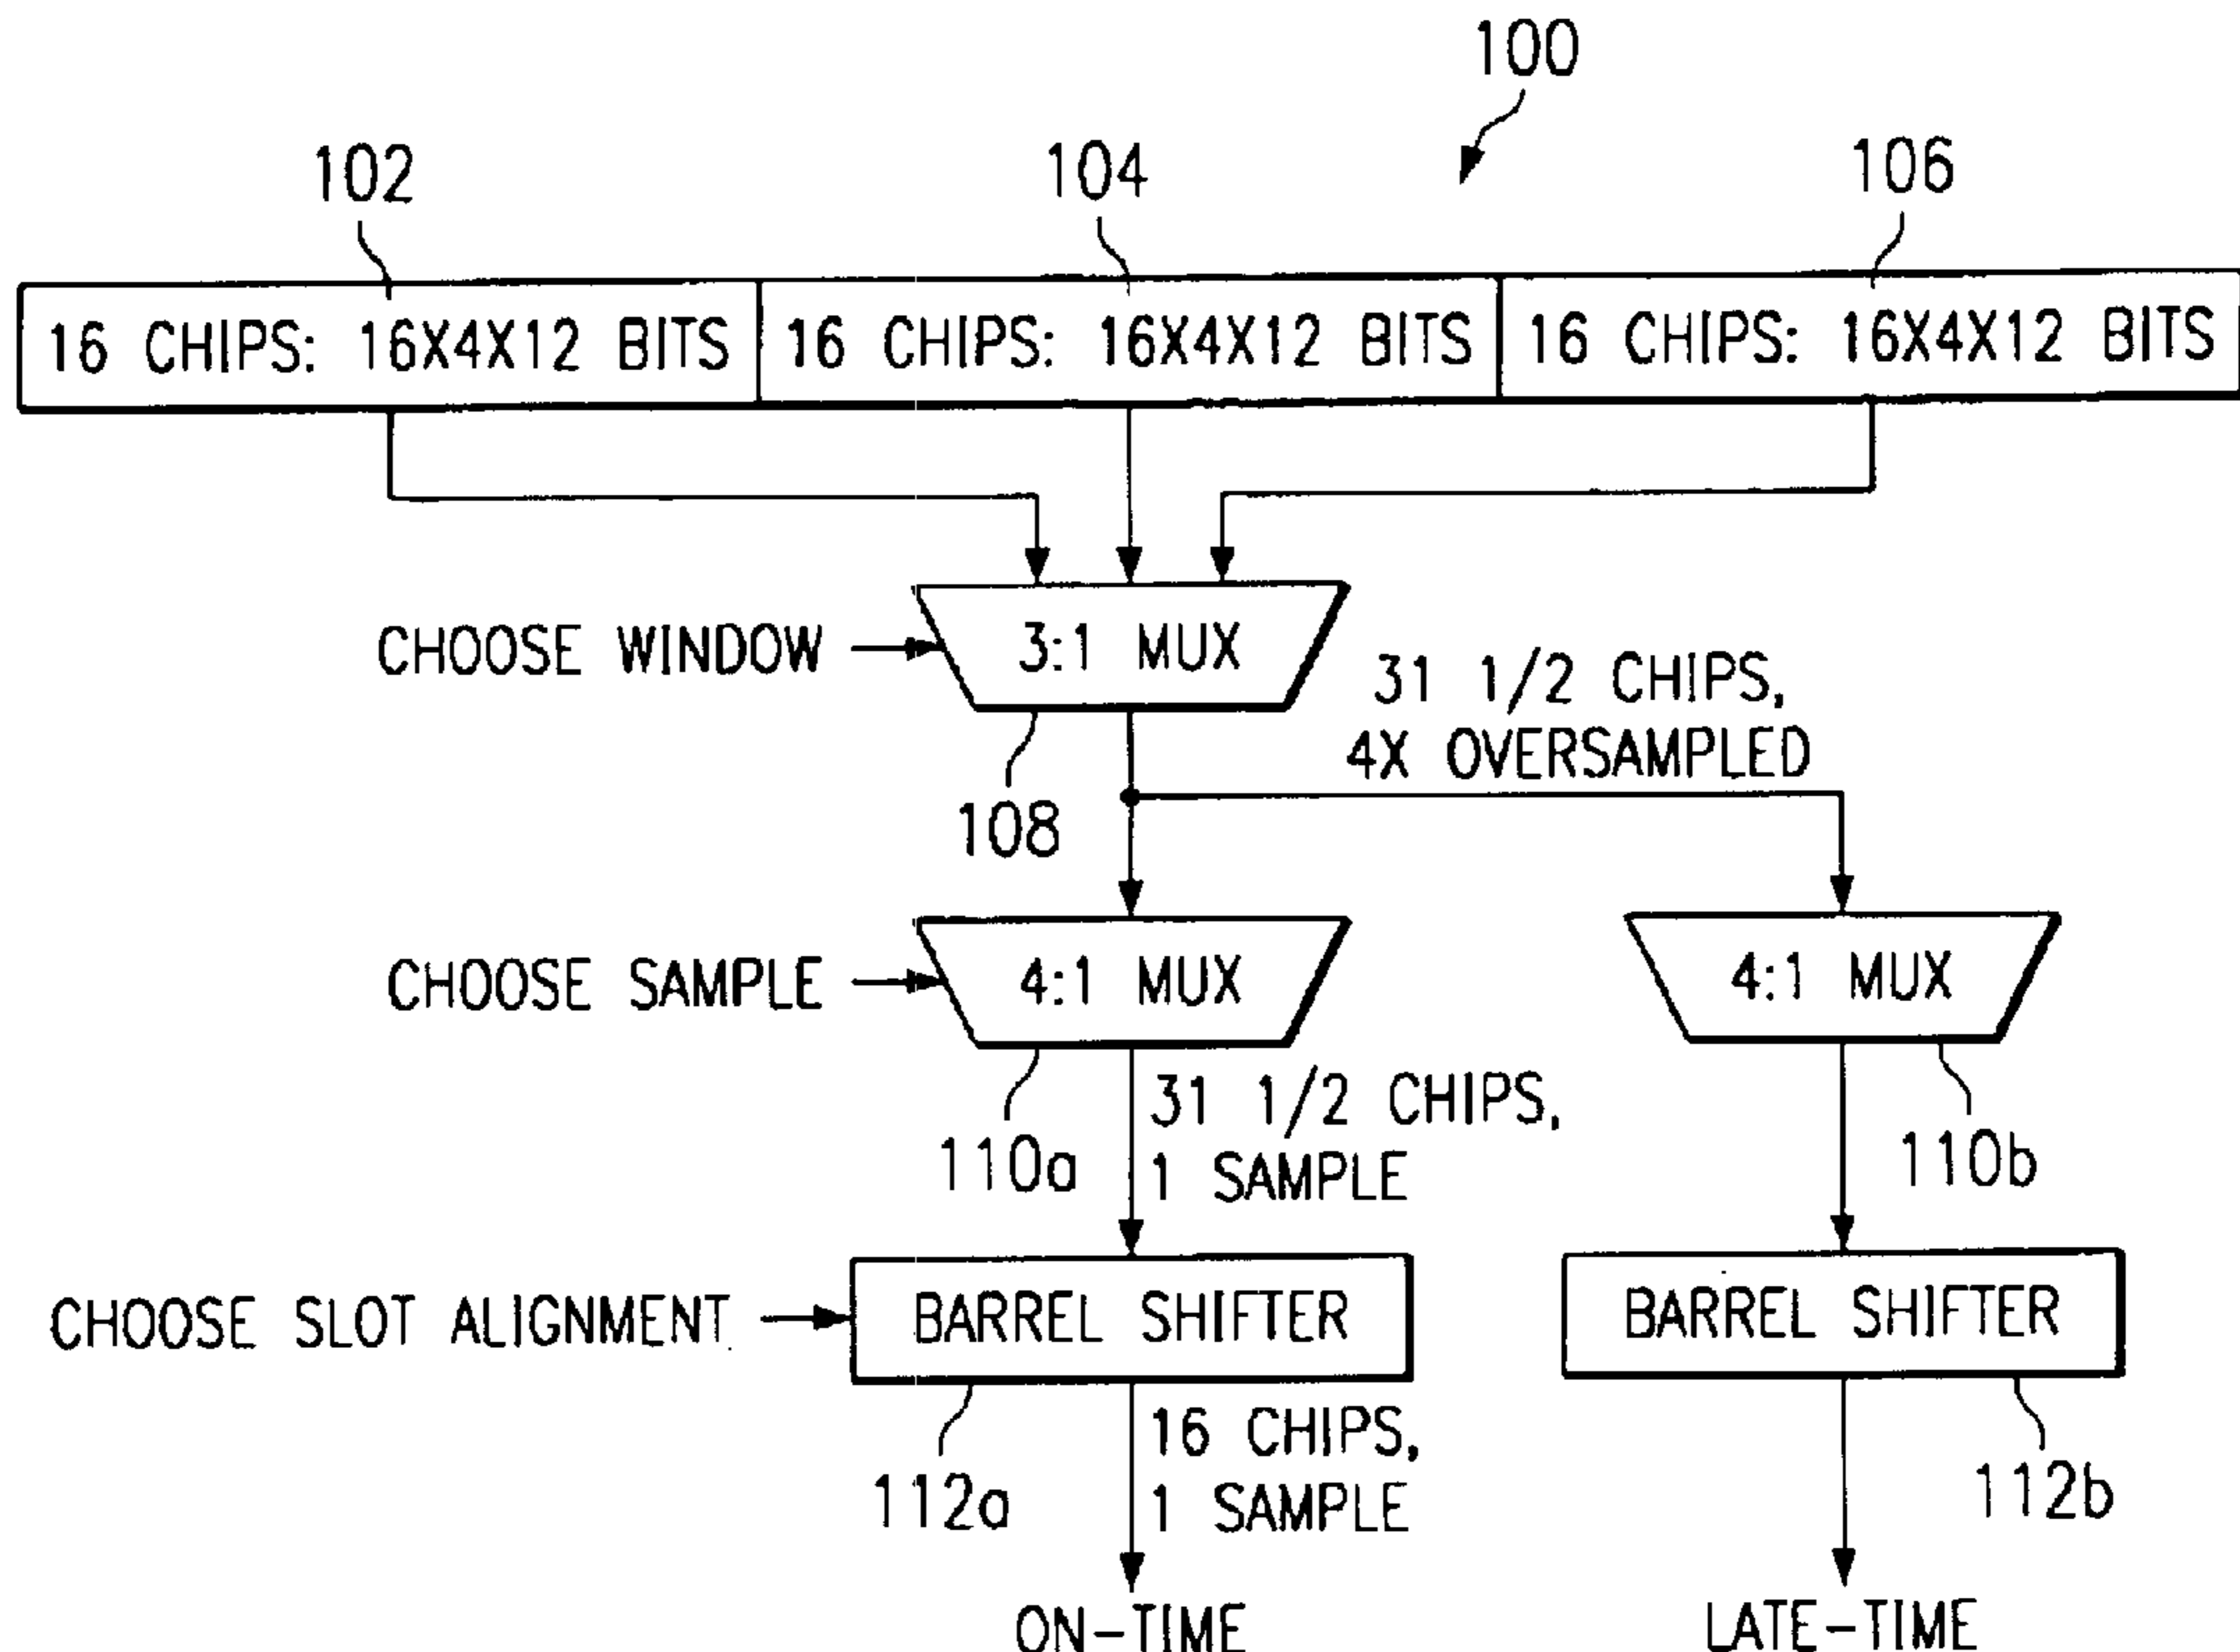 100
102
104
106
16 CHIPS: 16X4X12 BITS
16 CHIPS: 16X4X12 BITS
16 CHIPS: 16X4X12 BITS
CHOOSE WINDOW
3:1 MUX
31 1/2 CHIPS,
4X OVERSAMPLED
108
CHOOSE SAMPLE
4:1 MUX
4:1 MUX
31 1/2 CHIPS,
1 SAMPLE
110a
110b
CHOOSE SLOT ALIGNMENT
BARREL SHIFTER
BARREL SHIFTER
16 CHIPS,
1 SAMPLE
112a
112b
ON-TIME
LATE-TIME